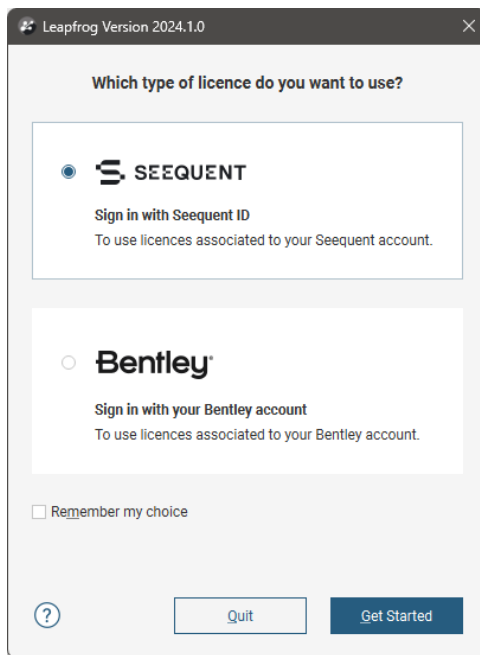 Leapfrog Version 2024.1.0
Which type of licence do you want to use?
SEEQUENT
Sign in with Seequent ID
To use licences associated to your Seequent account.
Bentley
Sign in with your Bentley account
To use licences associated to your Bentley account.
Remember my choice
? Quit Get Started